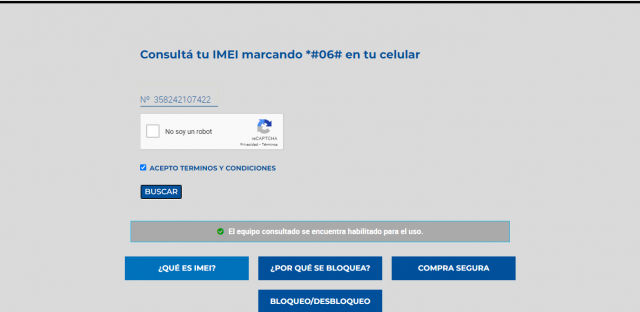 Consultá tu IMEI marcando *#06# en tu celular
Nº 358242107422
No soy un robot
reCAPTCHA
Privacidad - Términos
ACEPTO TERMINOS Y CONDICIONES
BUSCAR
El equipo consultado se encuentra habilitado para el uso.
¿QUÉ ES IMEI?
¿POR QUÉ SE BLOQUEA?
COMPRA SEGURA
BLOQUEO/DESBLOQUEO